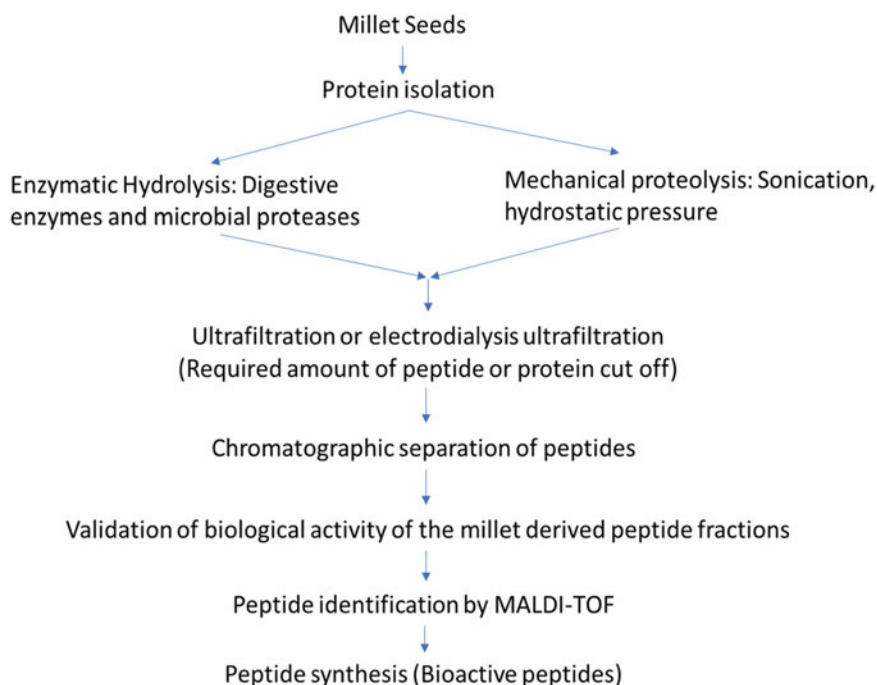 Millet Seeds
Protein isolation
Enzymatic Hydrolysis: Digestive
enzymes and microbial proteases
Mechanical proteolysis: Sonication,
hydrostatic pressure
Ultrafiltration or electrodialysis ultrafiltration
(Required amount of peptide or protein cut off)
Chromatographic separation of peptides
Validation of biological activity of the millet derived peptide fractions
Peptide identification by MALDI-TOF
Peptide synthesis (Bioactive peptides)